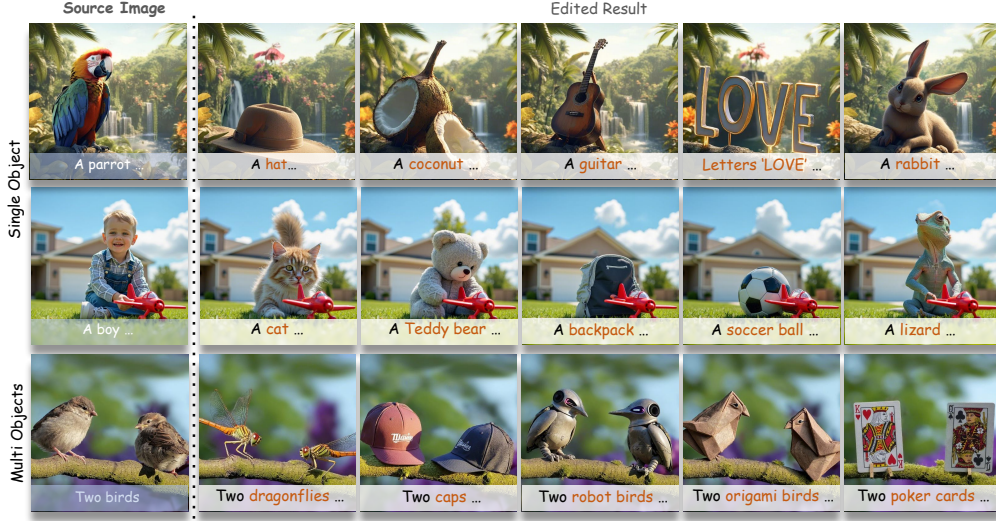 Source Image
Edited Result
Single Object
A parrot ...
A hat...
A coconut ...
A guitar ...
LOVE
Letters 'LOVE' ...
A rabbit ...
A boy ...
A cat ...
A Teddy bear ...
A backpack ...
A soccer ball ...
A lizard ...
Multi Objects
Two birds
Two dragonflies ...
Two caps ...
Two robot birds ...
Two origami birds ...
K
K
Two poker cards ...